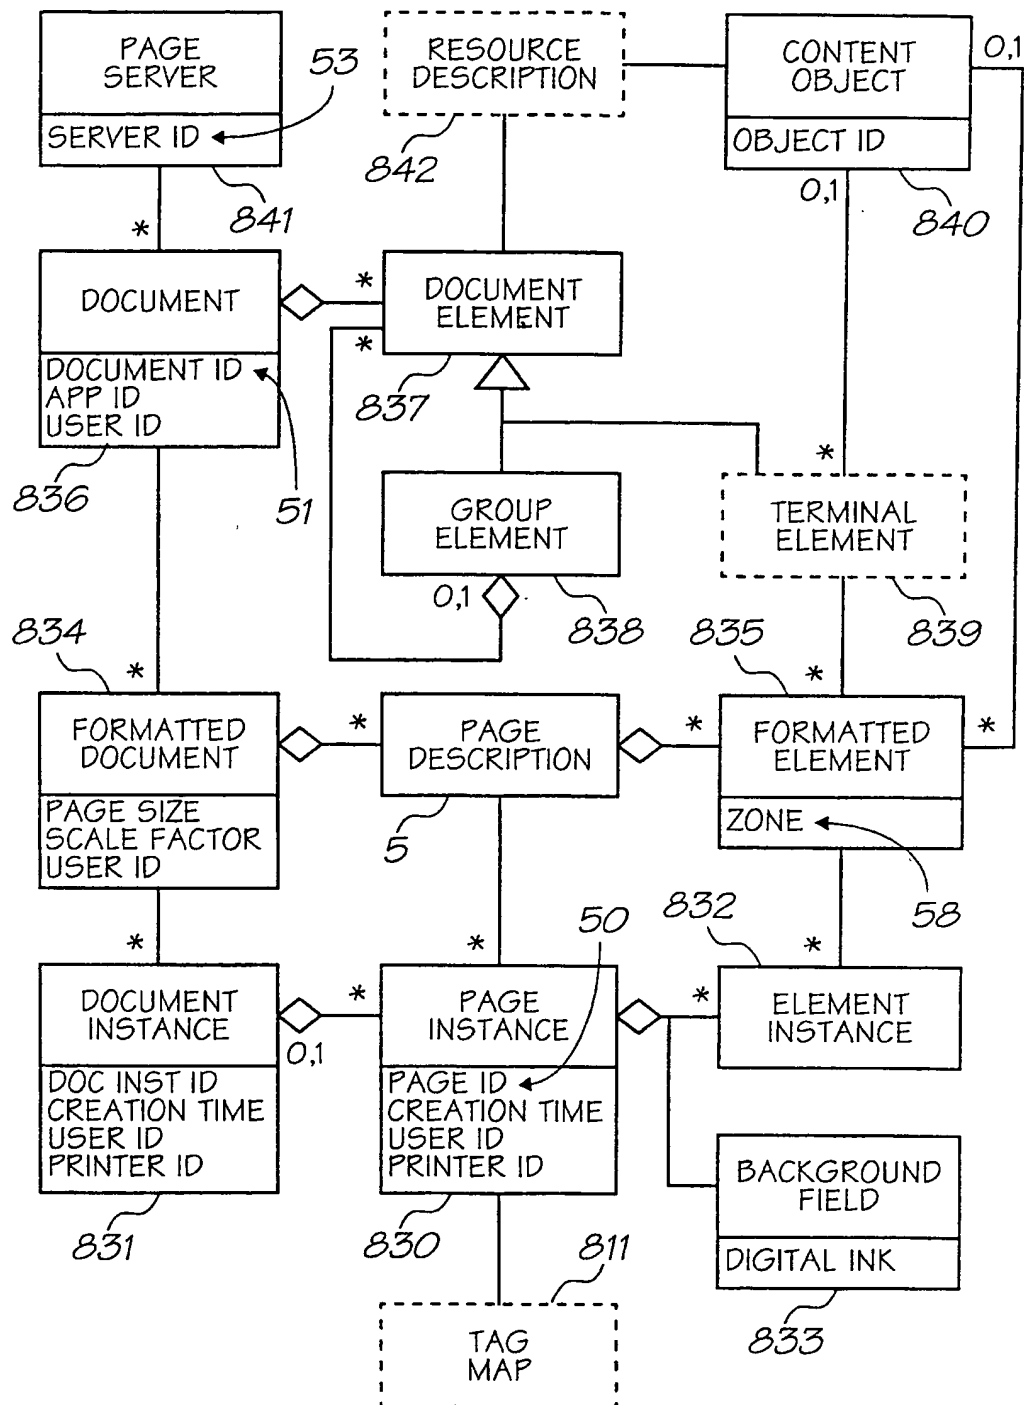 PAGE
SERVER
SERVER ID
53
841
RESOURCE
DESCRIPTION
842
CONTENT
OBJECT
OBJECT ID
0,1
0,1
840
*
DOCUMENT
DOCUMENT ID
APP ID
USER ID
836
51
*
*
DOCUMENT
ELEMENT
837
GROUP
ELEMENT
0,1
838
*
TERMINAL
ELEMENT
839
834
*
FORMATTED
DOCUMENT
PAGE SIZE
SCALE FACTOR
USER ID
*
PAGE
DESCRIPTION
5
835
*
*
*
FORMATTED
ELEMENT
ZONE
58
*
DOCUMENT
INSTANCE
0,1
DOC INST ID
CREATION TIME
USER ID
PRINTER ID
831
*
*
50
PAGE
INSTANCE
PAGE ID
CREATION TIME
USER ID
PRINTER ID
830
832
*
*
ELEMENT
INSTANCE
BACKGROUND
FIELD
DIGITAL INK
833
811
TAG
MAP